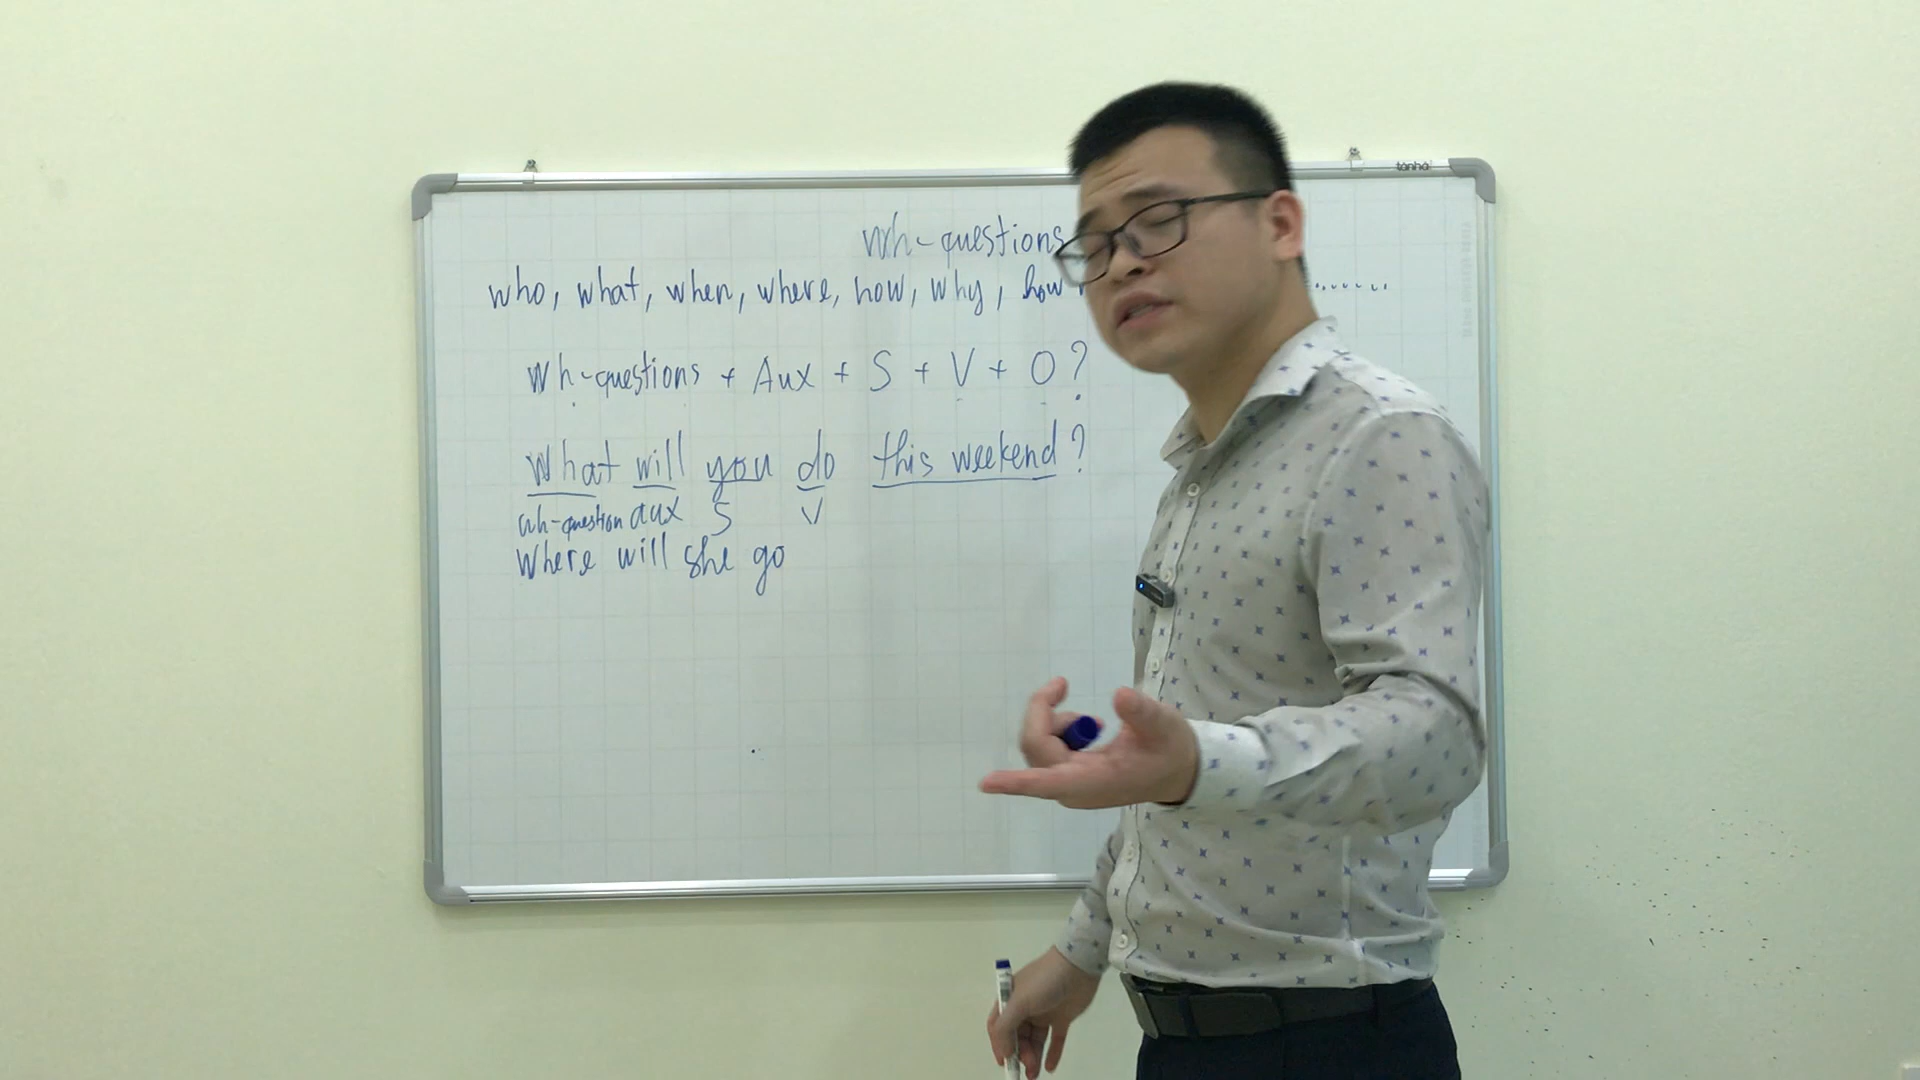 tánhà
wh-questions
who, what, when, where, how, why, how ........
Wh-questions + Aux + S + V + O?
What will you do this weekend?
wh-question aux S V
Where will she go